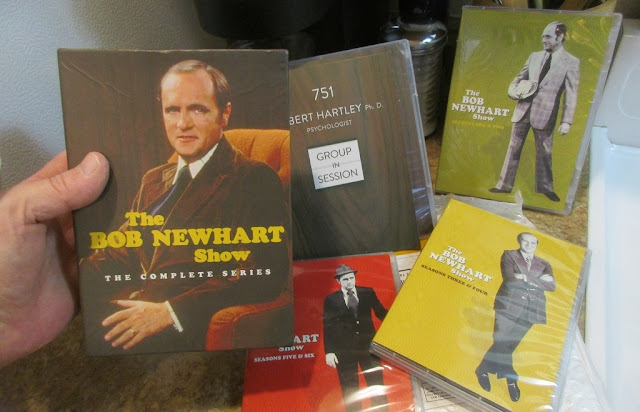 The
BOB NEWHART
Show
THE COMPLETE SERIES
751
BERT HARTLEY Ph. D.
PSYCHOLOGIST
GROUP
IN
SESSION
The
BOB
NEWHART
Show
The
BOB
NEWHART
Show
SEASONS THREE & FOUR
HART
Show
SEASONS FIVE & SIX